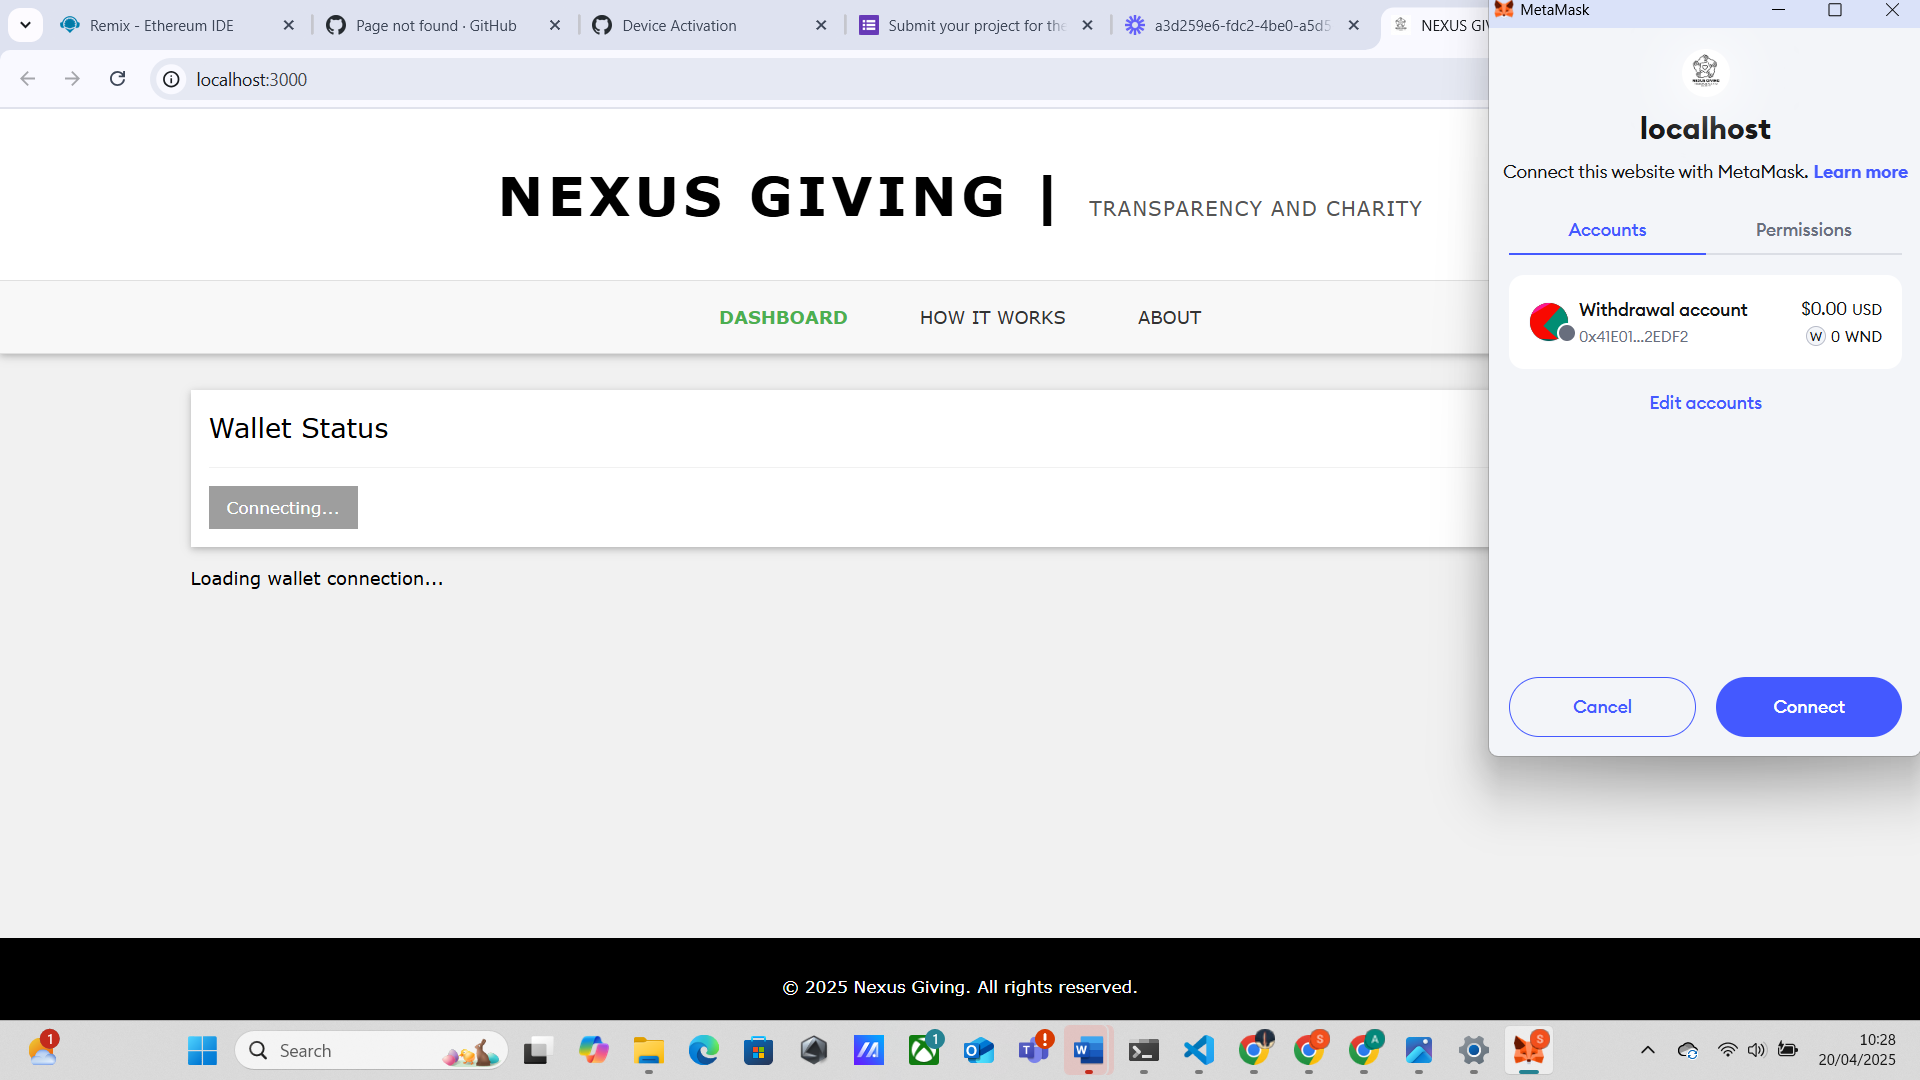 Remix - Ethereum IDE
Page not found · GitHub
Device Activation
Submit your project for the
a3d259e6-fdc2-4be0-a5d5
NEXUS GIV
localhost:3000
NEXUS GIVING | TRANSPARENCY AND CHARITY
DASHBOARD
HOW IT WORKS
ABOUT
Wallet Status
Connecting...
Loading wallet connection...
© 2025 Nexus Giving. All rights reserved.
MetaMask
NEXUS GIVING
localhost
Connect this website with MetaMask. Learn more
Accounts
Permissions
Withdrawal account
$0.00 USD
0x41E01...2EDF2
W 0 WND
Edit accounts
Cancel
Connect
1
Search
1
!
S
A
S
10:28
20/04/2025